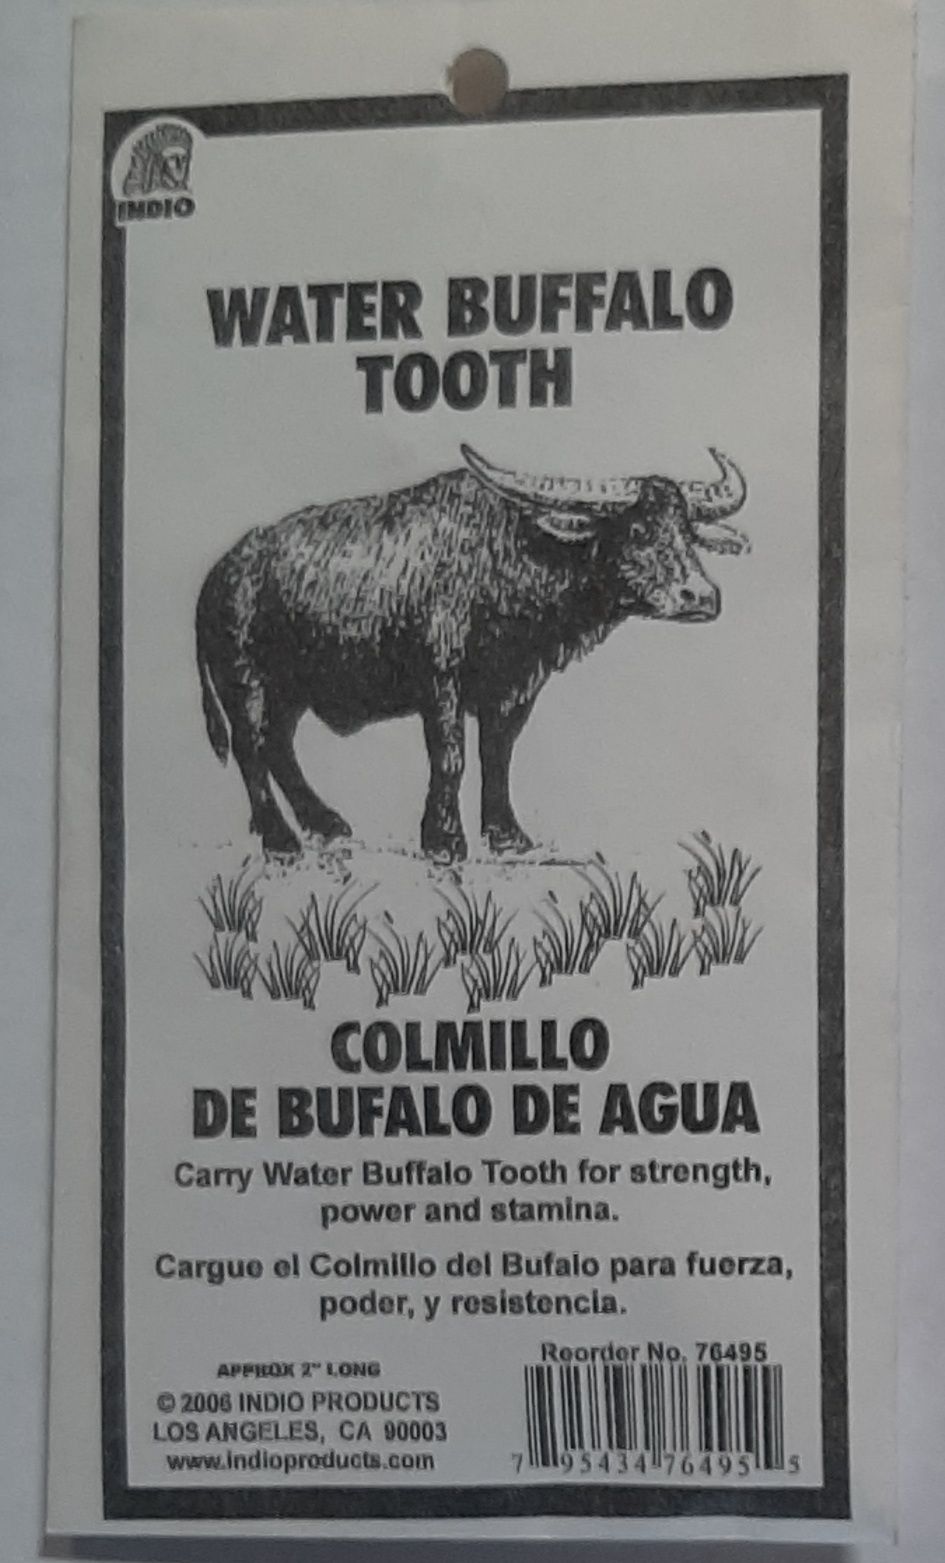 INDIO
WATER BUFFALO
TOOTH
COLMILLO
DE BUFALO DE AGUA
Carry Water Buffalo Tooth for strength,
power and stamina.
Cargue el Colmillo del Bufalo para fuerza,
poder, y resistencia.
APPROX 2" LONG
© 2006 INDIO PRODUCTS
LOS ANGELES, CA 90003
www.indioproducts.com
Reorder No. 76495
7 95434 76495 5